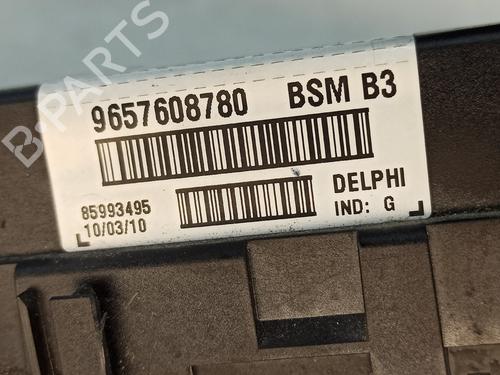 9657608780 BSM B3
85993495 DELPHI
10/03/10 IND: G
B-PARTS